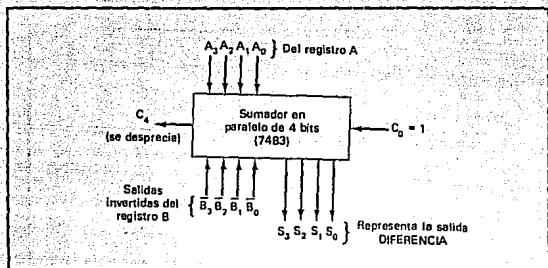 A₃ A₂ A₁ A₀ } Del registro A
C₄
(se desprecia)
Sumador en
paralelo de 4 bits
(7483)
C₀ = 1
Salidas
invertidas del
registro B
{ B̅₃ B̅₂ B̅₁ B̅₀
S₃ S₂ S₁ S₀ } Representa la salida
DIFERENCIA